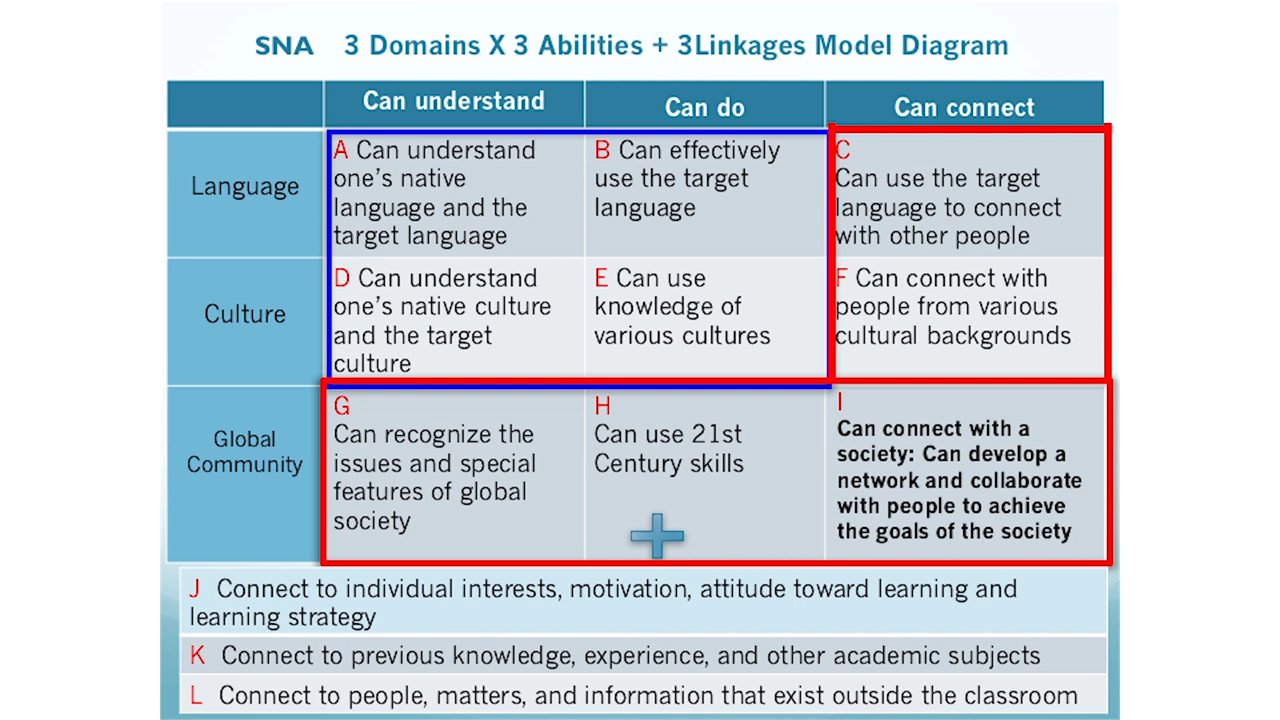 SNA 3 Domains X 3 Abilities + 3Linkages Model Diagram
Can understand
Can do
Can connect
Language
A Can understand
one's native
language and the
target language
B Can effectively
use the target
language
C
Can use the target
language to connect
with other people
Culture
D Can understand
one's native culture
and the target
culture
E Can use
knowledge of
various cultures
F Can connect with
people from various
cultural backgrounds
Global
Community
G
Can recognize the
issues and special
features of global
society
H
Can use 21st
Century skills
I
Can connect with a
society: Can develop a
network and collaborate
with people to achieve
the goals of the society
J Connect to individual interests, motivation, attitude toward learning and
learning strategy
K Connect to previous knowledge, experience, and other academic subjects
L Connect to people, matters, and information that exist outside the classroom